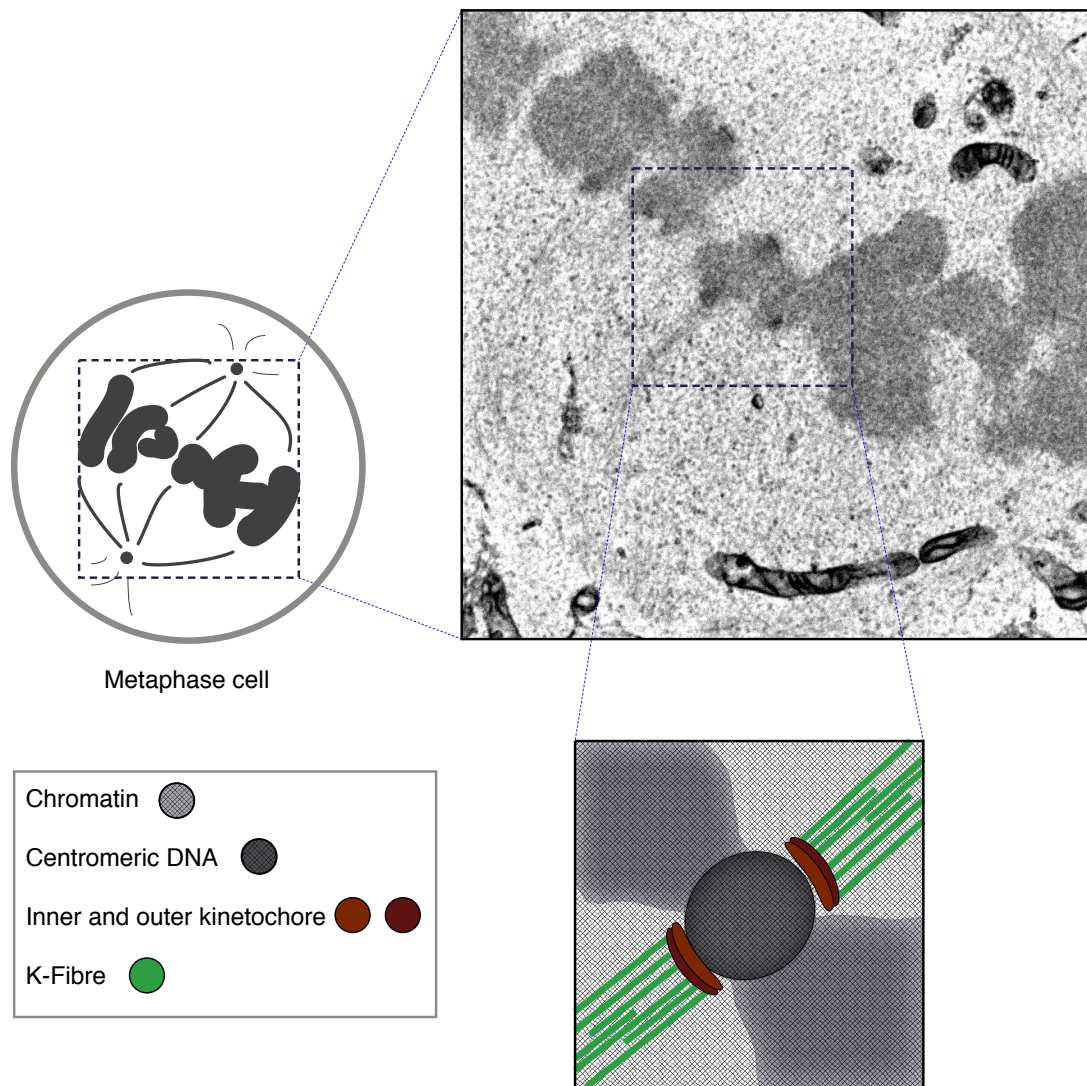 Metaphase cell
Chromatin
Centromeric DNA
Inner and outer kinetochore
K-Fibre